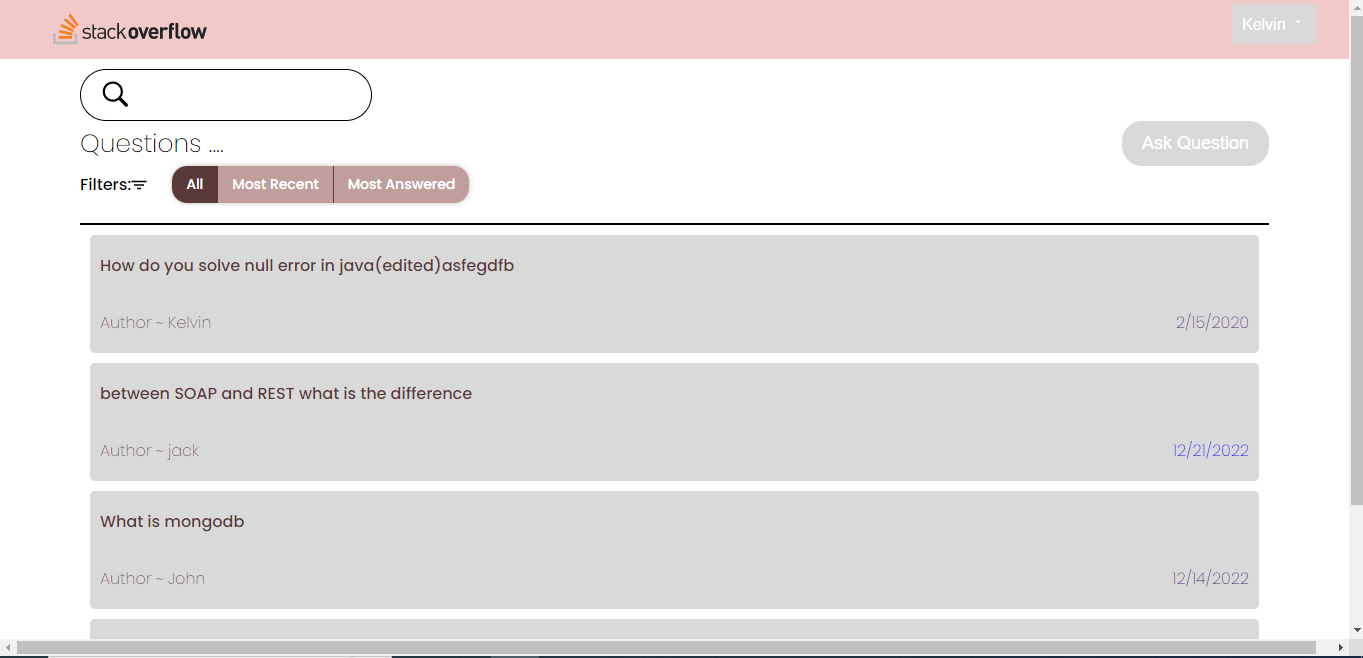 stack overflow
Kelvin
Questions ....
Ask Question
Filters:
All Most Recent Most Answered
How do you solve null error in java(edited)asfegdfb
Author ~ Kelvin 2/15/2020
between SOAP and REST what is the difference
Author ~ jack 12/21/2022
What is mongodb
Author ~ John 12/14/2022